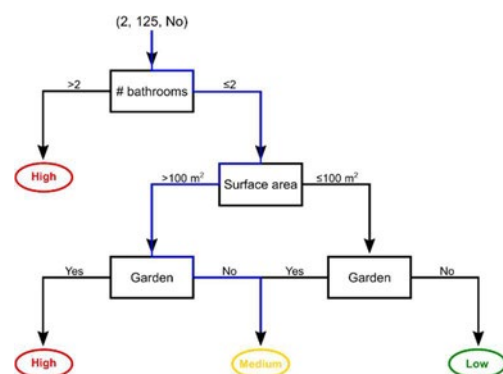 (2, 125, No)
>2
# bathrooms
≤2
High
Surface area
>100 m²
≤100 m²
Yes
Garden
No
Yes
Garden
No
High
Medium
Low